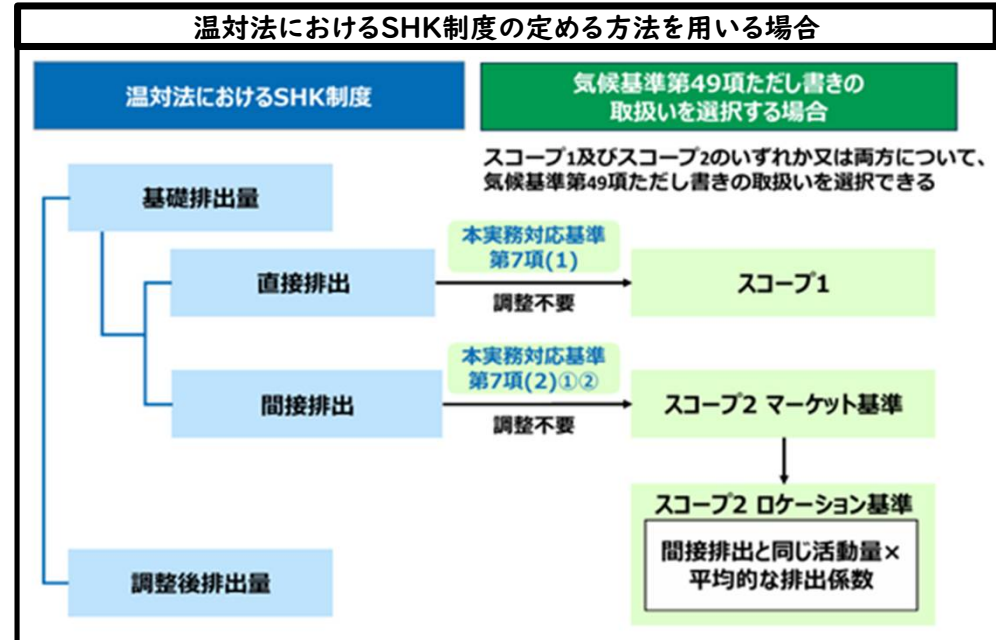 温対法におけるSHK制度の定める方法を用いる場合
温対法におけるSHK制度
気候基準第49項ただし書きの
取扱いを選択する場合
スコープ1及びスコープ2のいずれか又は両方について、
気候基準第49項ただし書きの取扱いを選択できる
基礎排出量
本実務対応基準
第7項(1)
直接排出
調整不要
スコープ1
本実務対応基準
第7項(2)①②
間接排出
調整不要
スコープ2 マーケット基準
スコープ2 ロケーション基準
間接排出と同じ活動量×
平均的な排出係数
調整後排出量